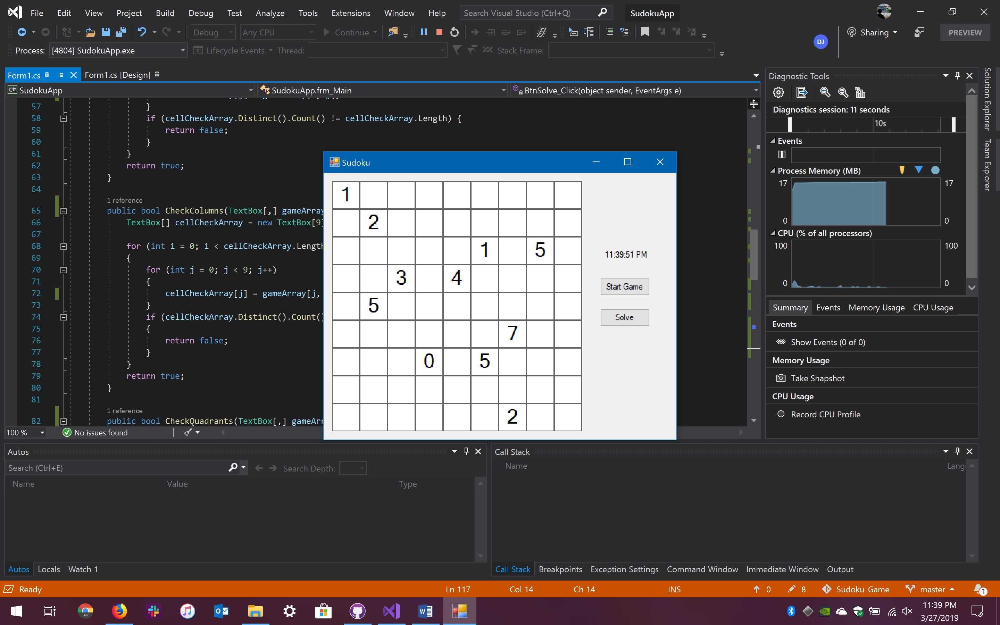 File Edit View Project Build Debug Test Analyze Tools Extensions Window Help Search Visual Studio (Ctrl+Q) SudokuApp
Debug Any CPU Continue DJ Sharing PREVIEW
Process: [4804] SudokuApp.exe Lifecycle Events Thread: Stack Frame:
Form1.cs Form1.cs [Design]
C# SudokuApp SudokuApp.frm_Main BtnSolve_Click(object sender, EventArgs e)
57 }
58 if (cellCheckArray.Distinct().Count() != cellCheckArray.Length) {
59 return false;
60 }
61 }
62 return true;
63 }
64
1 reference
65 public bool CheckColumns(TextBox[,] gameArray
66 TextBox[] cellCheckArray = new TextBox[9]
67
68 for (int i = 0; i < cellCheckArray.Length
69 {
70 for (int j = 0; j < 9; j++)
71 {
72 cellCheckArray[j] = gameArray[j,
73 }
74 if (cellCheckArray.Distinct().Count()
75 {
76 return false;
77 }
78 }
79 return true;
80 }
81
1 reference
82 public bool CheckQuadrants(TextBox[,] gameArr
100 % No issues found
Sudoku
1
2
1 5
3 4
5
7
0 5
2
11:39:51 PM
Start Game
Solve
Diagnostic Tools
Diagnostics session: 11 seconds
10s
Events
Process Memory (MB)
17 17
0 0
CPU (% of all processors)
100 100
0 0
Summary Events Memory Usage CPU Usage
Events
Show Events (0 of 0)
Memory Usage
Take Snapshot
CPU Usage
Record CPU Profile
Solution Explorer
Team Explorer
Autos
Search (Ctrl+E) Search Depth:
Name Value Type
Autos Locals Watch 1
Call Stack
Name Langu
Call Stack Breakpoints Exception Settings Command Window Immediate Window Output
Ready Ln 117 Col 14 Ch 14 INS 0 8 Sudoku-Game master 1
Dev
11:39 PM
3/27/2019